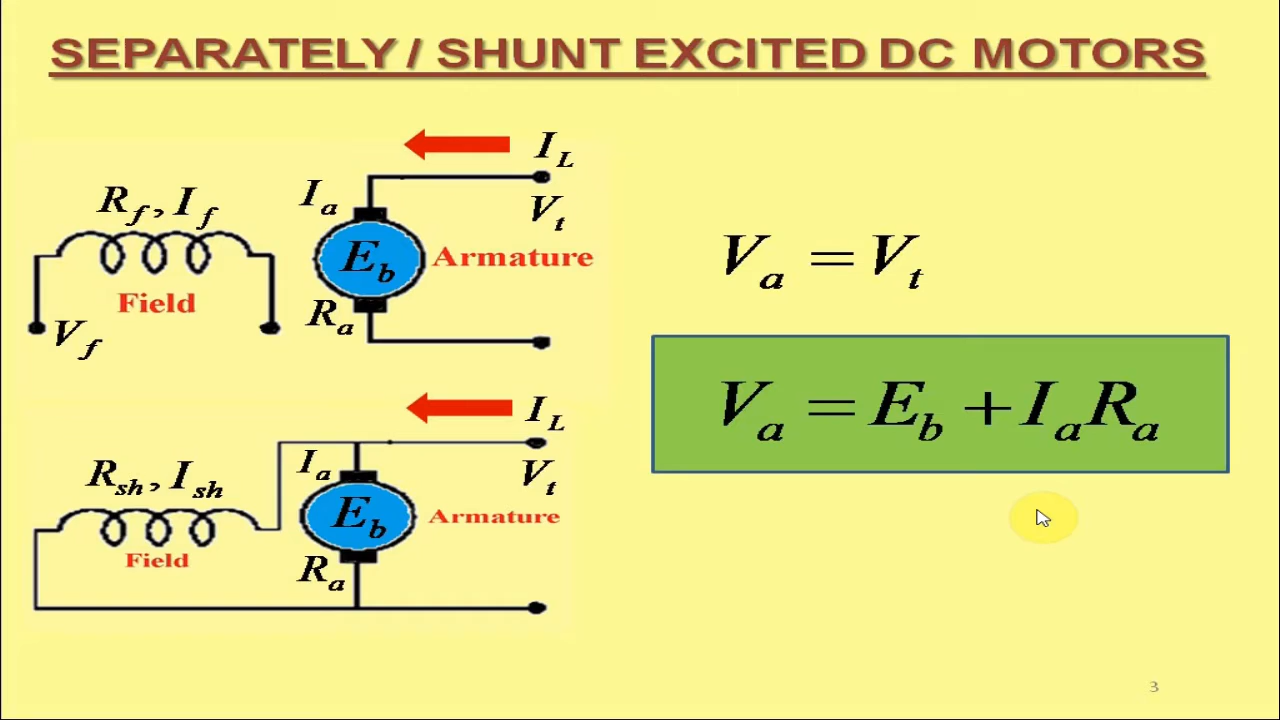 SEPARATELY / SHUNT EXCITED DC MOTORS
I_L
R_f, I_f
I_a
V_t
E_b
Armature
Field
R_a
V_f
V_a = V_t
V_a = E_b + I_a R_a
I_L
R_sh, I_sh
I_a
V_t
E_b
Armature
Field
R_a
3